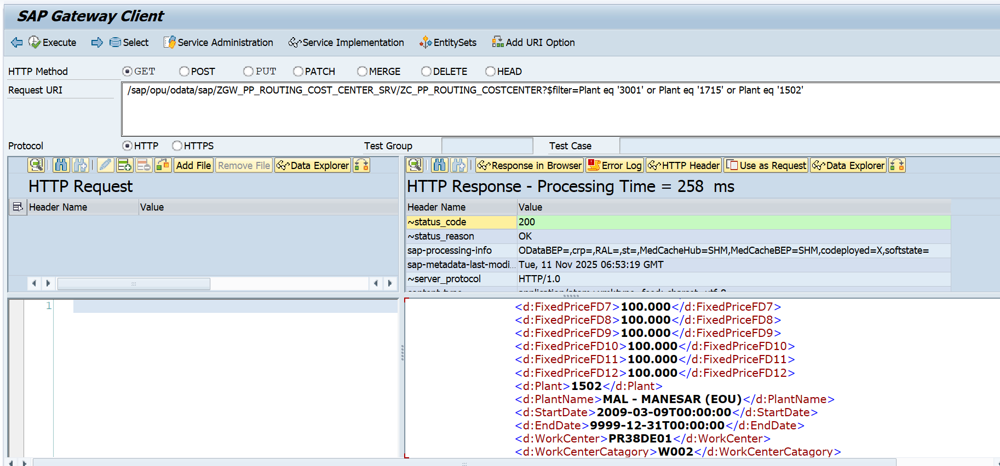 SAP Gateway Client
Execute Select Service Administration Service Implementation EntitySets Add URI Option
HTTP Method GET POST PUT PATCH MERGE DELETE HEAD
Request URI /sap/opu/odata/sap/ZGW_PP_ROUTING_COST_CENTER_SRV/ZC_PP_ROUTING_COSTCENTER?$filter=Plant eq '3001' or Plant eq '1715' or Plant eq '1502'
Protocol HTTP HTTPS Test Group Test Case
Add File Remove File Data Explorer
HTTP Request
Header Name Value
Response in Browser Error Log HTTP Header Use as Request Data Explorer
HTTP Response - Processing Time = 258 ms
Header Name Value
~status_code 200
~status_reason OK
sap-processing-info ODataBEP=,crp=,RAL=,st=,MedCacheHub=SHM,MedCacheBEP=SHM,codeployed=X,softstate=
sap-metadata-last-modi... Tue, 11 Nov 2025 06:53:19 GMT
~server_protocol HTTP/1.0
1
<d:FixedPriceFD7>100.000</d:FixedPriceFD7>
<d:FixedPriceFD8>100.000</d:FixedPriceFD8>
<d:FixedPriceFD9>100.000</d:FixedPriceFD9>
<d:FixedPriceFD10>100.000</d:FixedPriceFD10>
<d:FixedPriceFD11>100.000</d:FixedPriceFD11>
<d:FixedPriceFD12>100.000</d:FixedPriceFD12>
<d:Plant>1502</d:Plant>
<d:PlantName>MAL - MANESAR (EOU)</d:PlantName>
<d:StartDate>2009-03-09T00:00:00</d:StartDate>
<d:EndDate>9999-12-31T00:00:00</d:EndDate>
<d:WorkCenter>PR38DE01</d:WorkCenter>
<d:WorkCenterCatagory>W002</d:WorkCenterCatagory>